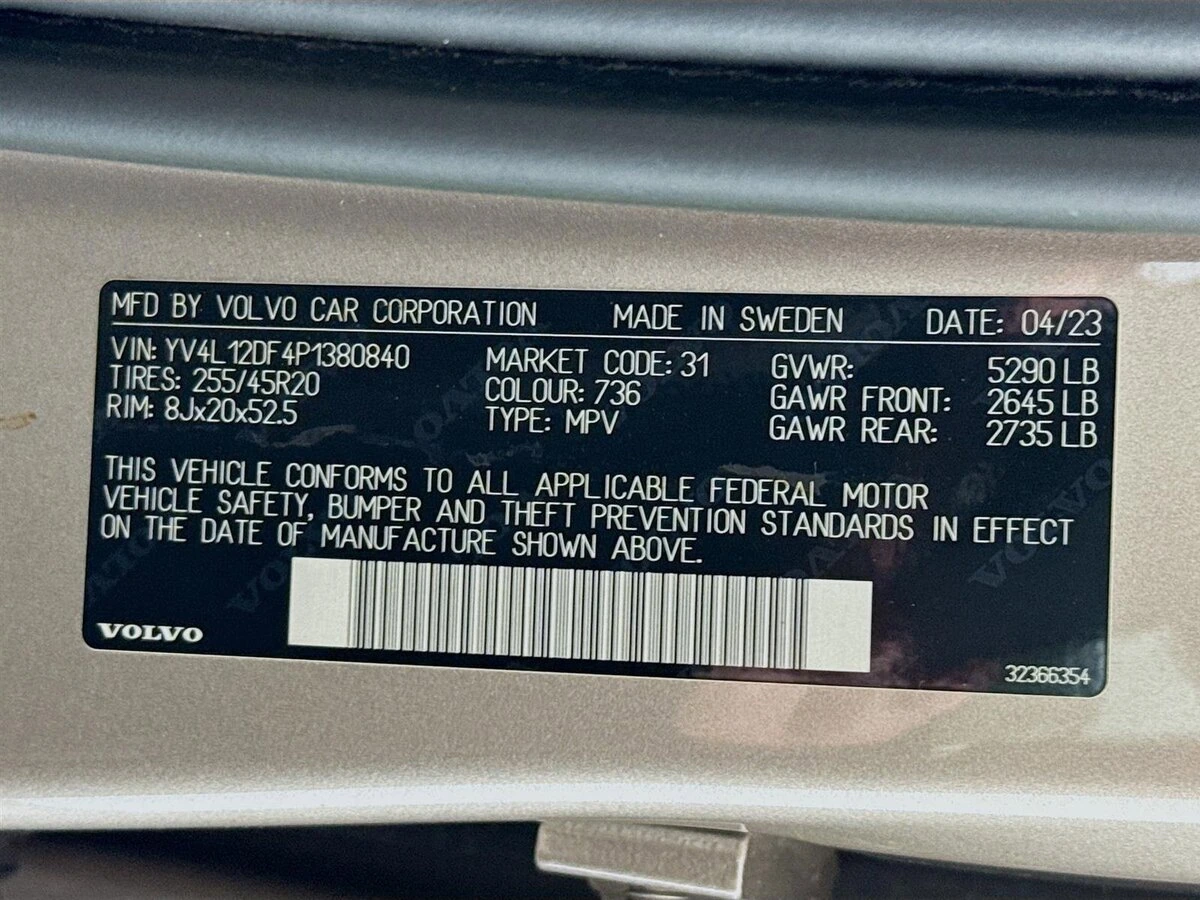 MFD BY VOLVO CAR CORPORATION MADE IN SWEDEN DATE: 04/23
VIN: YV4L12DF4P1380840 MARKET CODE: 31 GVWR: 5290 LB
TIRES: 255/45R20 COLOUR: 736 GAWR FRONT: 2645 LB
RIM: 8Jx20x52.5 TYPE: MPV GAWR REAR: 2735 LB
THIS VEHICLE CONFORMS TO ALL APPLICABLE FEDERAL MOTOR
VEHICLE SAFETY, BUMPER AND THEFT PREVENTION STANDARDS IN EFFECT
ON THE DATE OF MANUFACTURE SHOWN ABOVE.
VOLVO
32366354